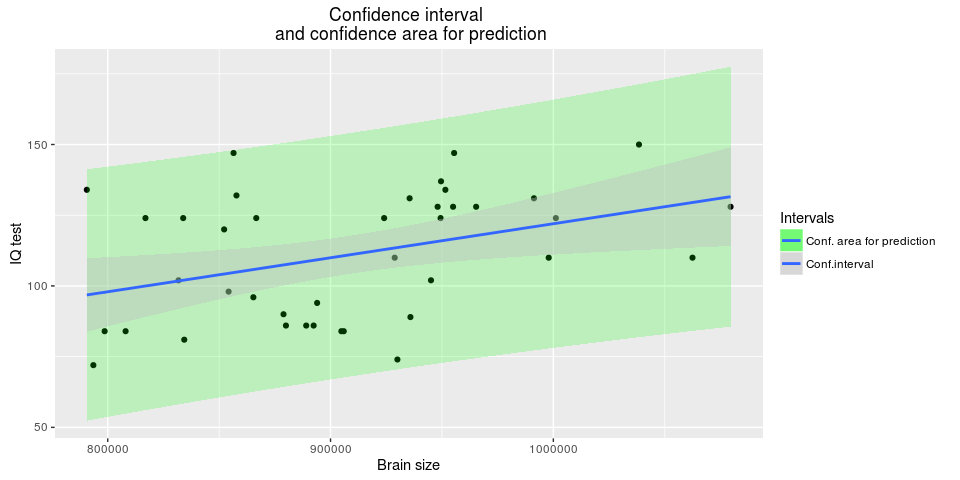 Confidence interval
and confidence area for prediction
IQ test
150
100
50
800000
900000
1000000
Brain size
Intervals
Conf. area for prediction
Conf.interval